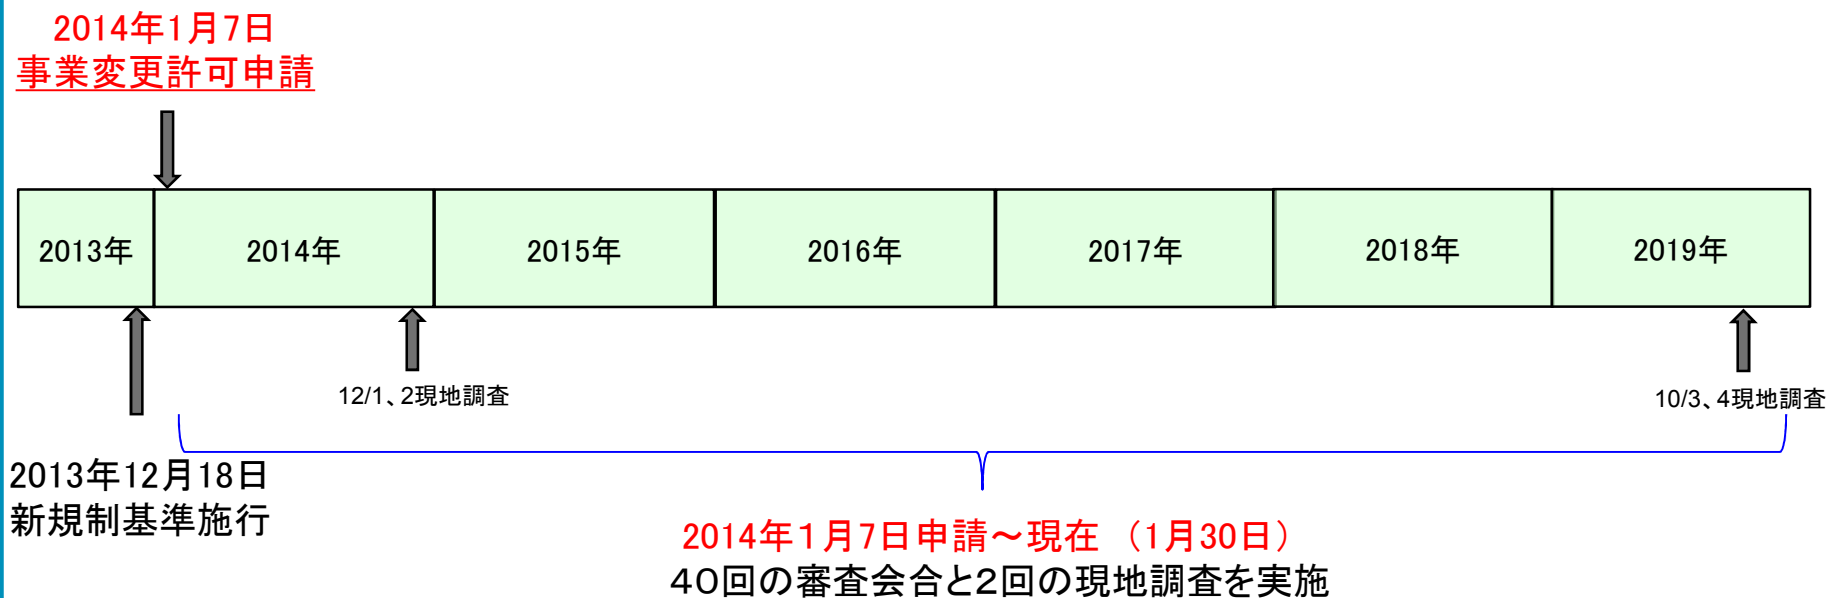 2014年1月7日
事業変更許可申請
2013年
2014年
2015年
2016年
2017年
2018年
2019年
12/1、2現地調査
10/3、4現地調査
2013年12月18日
新規制基準施行
2014年1月7日申請～現在 （1月30日）
40回の審査会合と2回の現地調査を実施